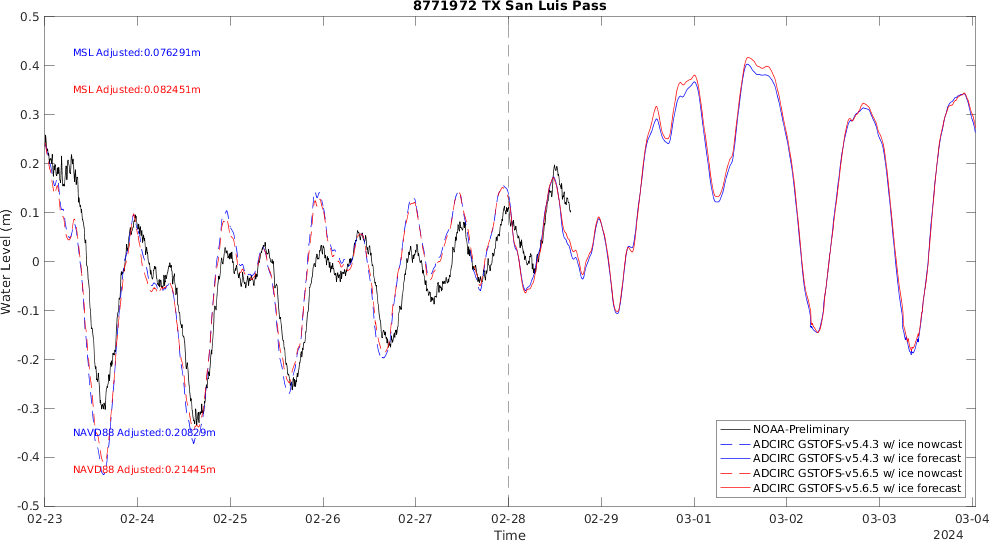 8771972 TX San Luis Pass
MSL Adjusted:0.076291m
MSL Adjusted:0.082451m
NAVD88 Adjusted:0.20829m
NAVD88 Adjusted:0.21445m
Water Level (m)
0.5
0.4
0.3
0.2
0.1
0
-0.1
-0.2
-0.3
-0.4
-0.5
NOAA-Preliminary
ADCIRC GSTOFS-v5.4.3 w/ ice nowcast
ADCIRC GSTOFS-v5.4.3 w/ ice forecast
ADCIRC GSTOFS-v5.6.5 w/ ice nowcast
ADCIRC GSTOFS-v5.6.5 w/ ice forecast
02-23 02-24 02-25 02-26 02-27 02-28 02-29 03-01 03-02 03-03 03-04
Time
2024